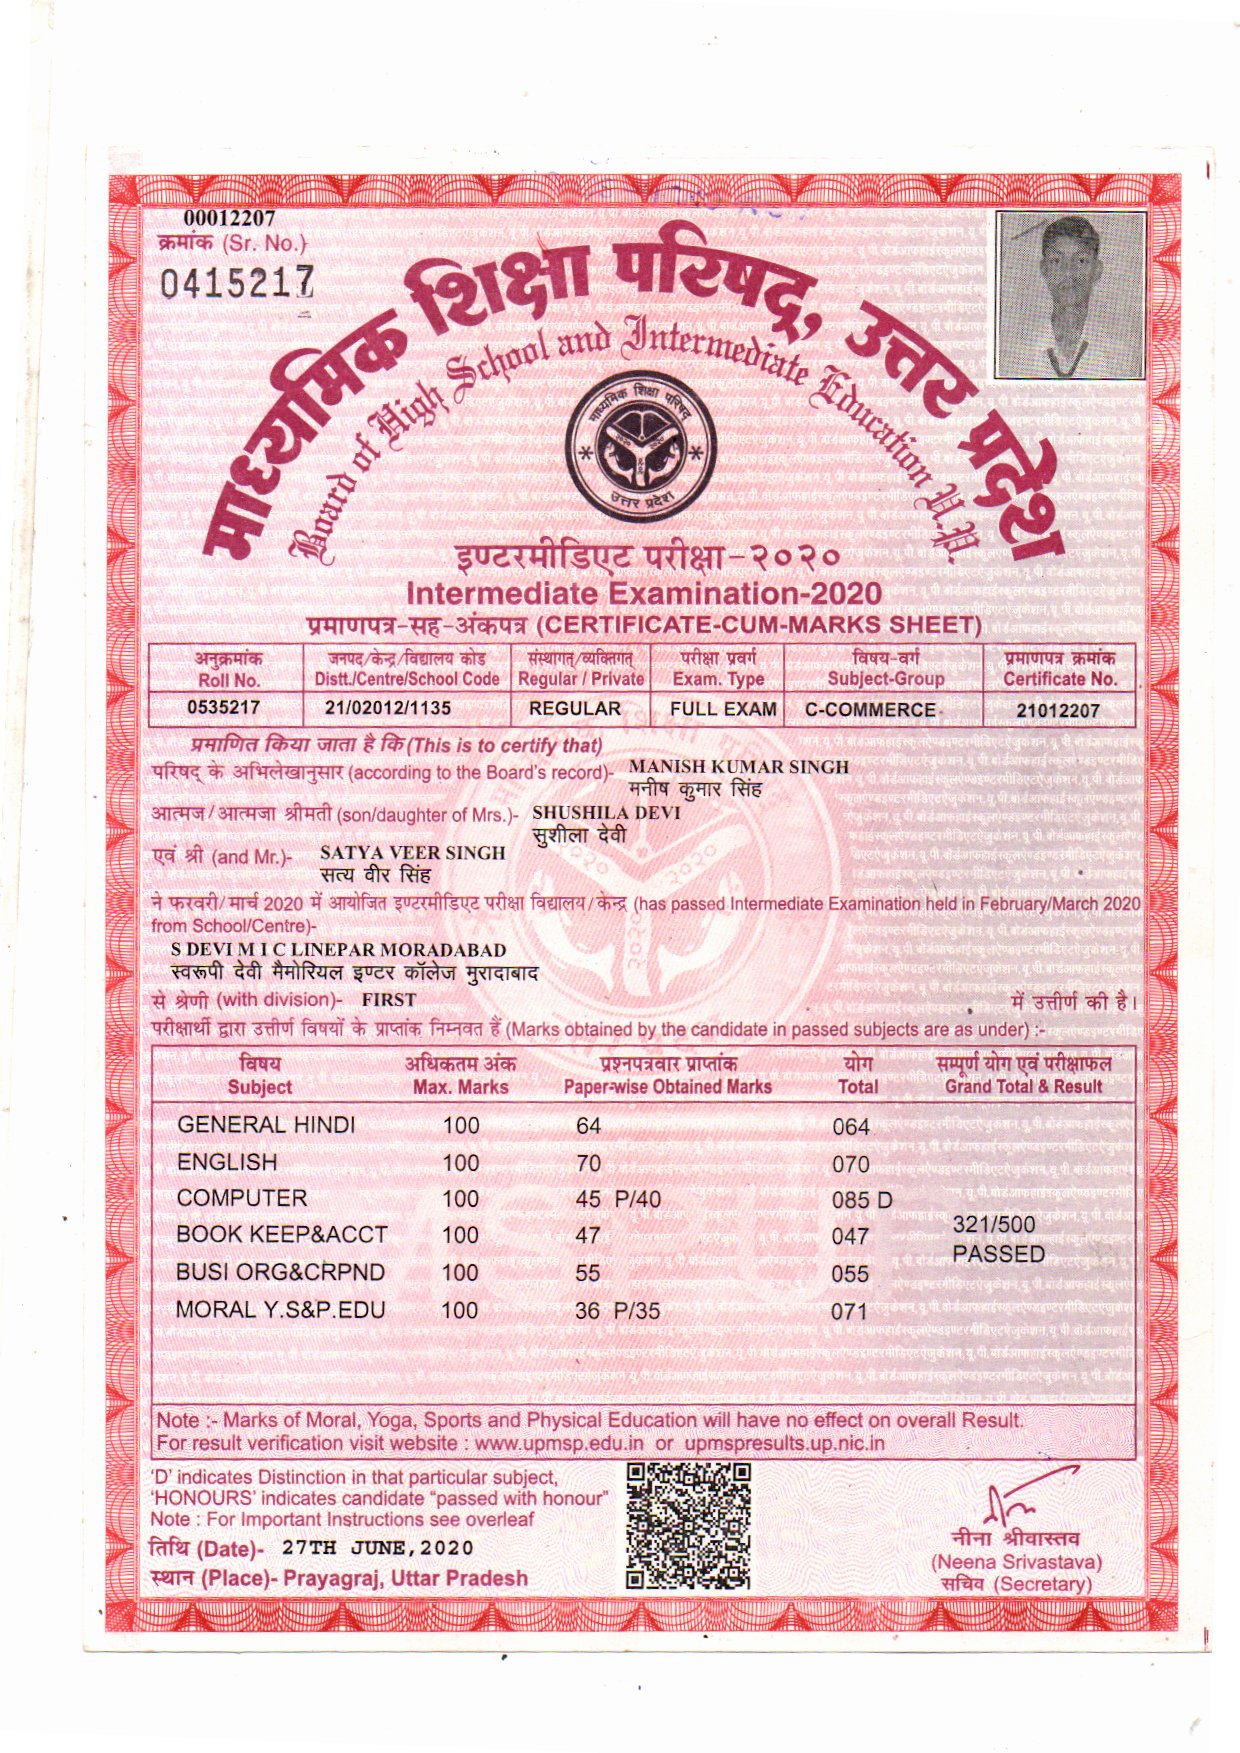 00012207
क्रमांक (Sr. No.)
0415217
माध्यमिक शिक्षा परिषद्, उत्तर प्रदेश
Board of High School and Intermediate Education U.P.
माध्यमिक शिक्षा परिषद्
उत्तर प्रदेश
इण्टरमीडिएट परीक्षा-२०२०
Intermediate Examination-2020
प्रमाणपत्र-सह-अंकपत्र (CERTIFICATE-CUM-MARKS SHEET)
अनुक्रमांक जनपद/केन्द्र/विद्यालय कोड संस्थागत्/व्यक्तिगत् परीक्षा प्रवर्ग विषय-वर्ग प्रमाणपत्र क्रमांक
Roll No. Distt./Centre/School Code Regular / Private Exam. Type Subject-Group Certificate No.
0535217 21/02012/1135 REGULAR FULL EXAM C-COMMERCE 21012207
प्रमाणित किया जाता है कि (This is to certify that)
परिषद् के अभिलेखानुसार (according to the Board's record)- MANISH KUMAR SINGH
मनीष कुमार सिंह
आत्मज/आत्मजा श्रीमती (son/daughter of Mrs.)- SHUSHILA DEVI
सुशीला देवी
एवं श्री (and Mr.)- SATYA VEER SINGH
सत्य वीर सिंह
ने फरवरी/मार्च 2020 में आयोजित इण्टरमीडिएट परीक्षा विद्यालय/केन्द्र (has passed Intermediate Examination held in February/March 2020
from School/Centre)-
S DEVI M I C LINEPAR MORADABAD
स्वरूपी देवी मैमोरियल इण्टर कॉलेज मुरादाबाद
से श्रेणी (with division)- FIRST में उत्तीर्ण की है।
परीक्षार्थी द्वारा उत्तीर्ण विषयों के प्राप्तांक निम्नवत हैं (Marks obtained by the candidate in passed subjects are as under) :-
विषय अधिकतम अंक प्रश्नपत्रवार प्राप्तांक योग सम्पूर्ण योग एवं परीक्षाफल
Subject Max. Marks Paper-wise Obtained Marks Total Grand Total & Result
GENERAL HINDI 100 64 064
ENGLISH 100 70 070
COMPUTER 100 45 P/40 085 D
BOOK KEEP&ACCT 100 47 047
321/500
PASSED
BUSI ORG&CRPND 100 55 055
MORAL Y.S&P.EDU 100 36 P/35 071
Note :- Marks of Moral, Yoga, Sports and Physical Education will have no effect on overall Result.
For result verification visit website : www.upmsp.edu.in or upmspresults.up.nic.in
'D' indicates Distinction in that particular subject,
'HONOURS' indicates candidate "passed with honour"
Note : For Important Instructions see overleaf
तिथि (Date)- 27TH JUNE,2020
स्थान (Place)- Prayagraj, Uttar Pradesh
नीना श्रीवास्तव
(Neena Srivastava)
सचिव (Secretary)